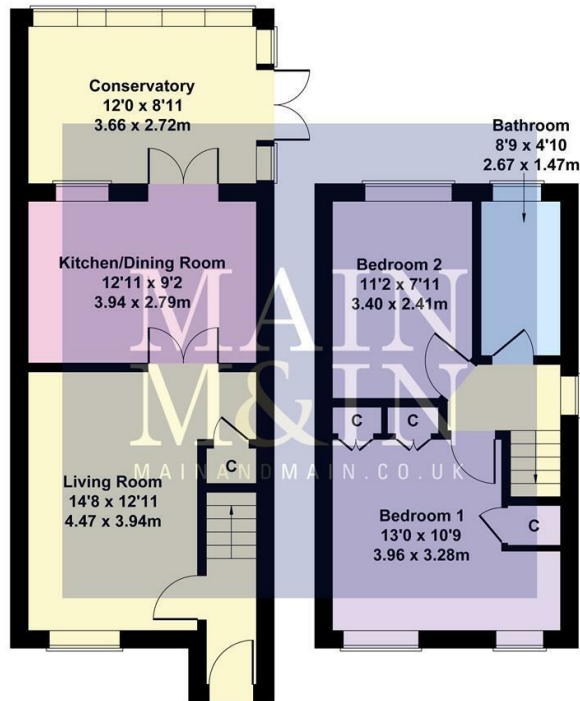 Conservatory
12'0 x 8'11
3.66 x 2.72m
Kitchen/Dining Room
12'11 x 9'2
3.94 x 2.79m
Living Room
14'8 x 12'11
4.47 x 3.94m
C
Bathroom
8'9 x 4'10
2.67 x 1.47m
Bedroom 2
11'2 x 7'11
3.40 x 2.41m
C
C
Bedroom 1
13'0 x 10'9
3.96 x 3.28m
C
MAIN
M&IN
MAINANDMAIN.CO.UK